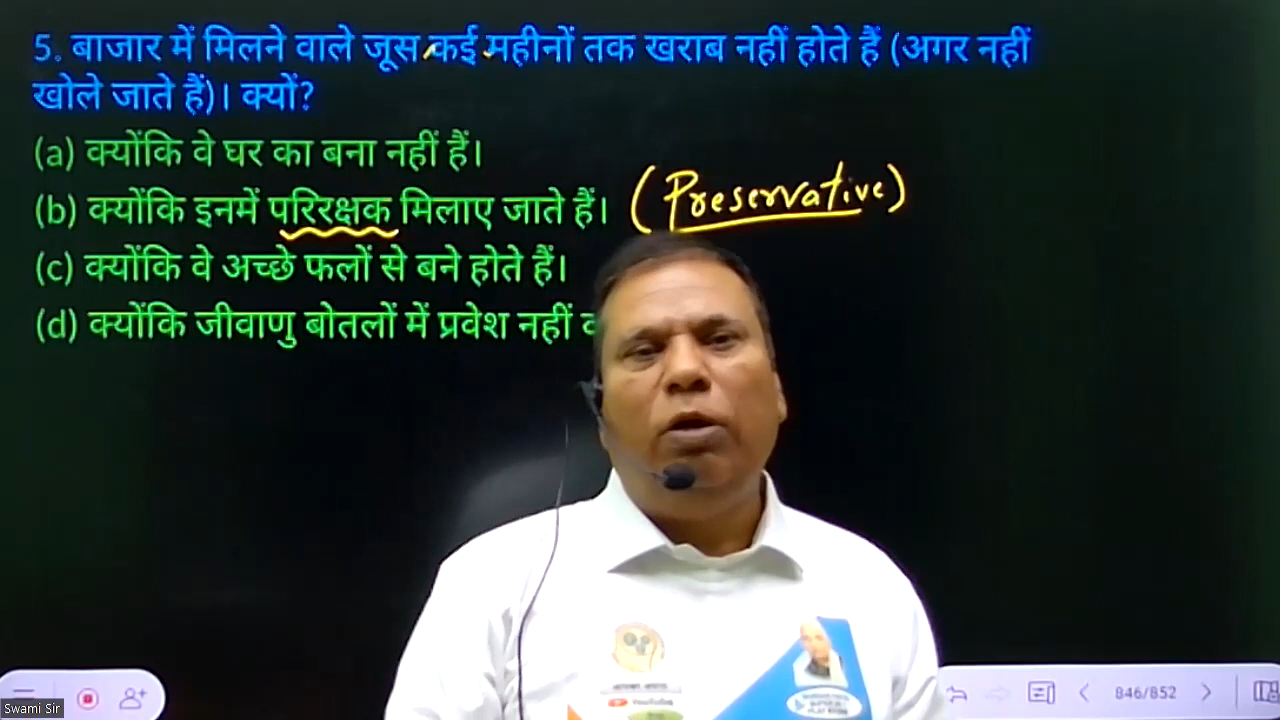 5. बाजार में मिलने वाले जूस कई महीनों तक खराब नहीं होते हैं (अगर नहीं
खोले जाते हैं)। क्यों?
(a) क्योंकि वे घर का बना नहीं हैं।
(b) क्योंकि इनमें परिरक्षक मिलाए जाते हैं। (Preservative)
(c) क्योंकि वे अच्छे फलों से बने होते हैं।
(d) क्योंकि जीवाणु बोतलों में प्रवेश नहीं
YouTube
Swami Sir
846/852